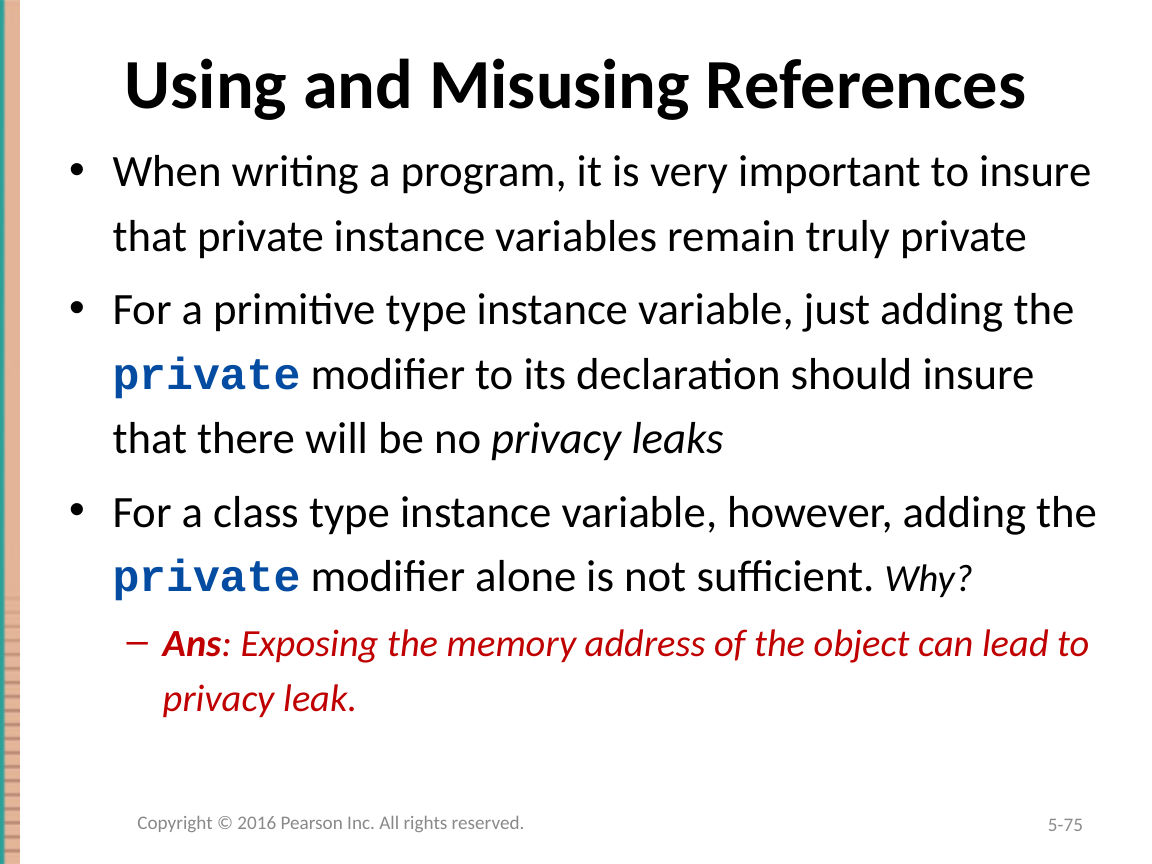 Using and Misusing References
• When writing a program, it is very important to insure
that private instance variables remain truly private
• For a primitive type instance variable, just adding the
private modifier to its declaration should insure
that there will be no privacy leaks
• For a class type instance variable, however, adding the
private modifier alone is not sufficient. Why?
– Ans: Exposing the memory address of the object can lead to
privacy leak.
Copyright © 2016 Pearson Inc. All rights reserved.
5-75